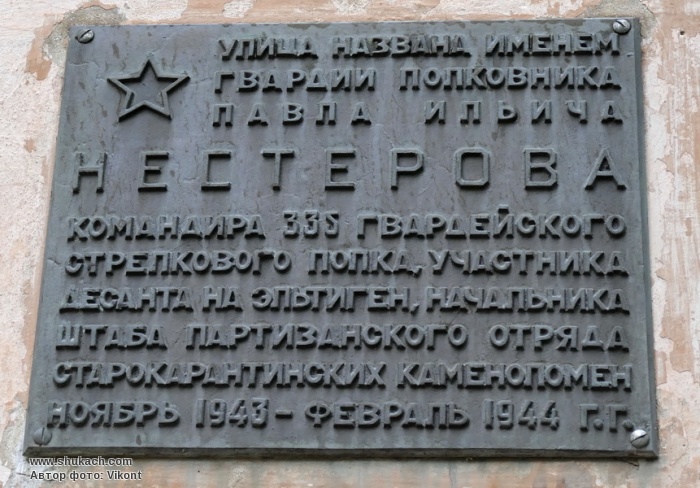 УЛИЦА НАЗВАНА ИМЕНЕМ
ГВАРДИИ ПОЛКОВНИКА
ПАВЛА ИЛЬИЧА
НЕСТЕРОВА
КОМАНДИРА 335 ГВАРДЕЙСКОГО
СТРЕЛКОВОГО ПОЛКА, УЧАСТНИКА
ДЕСАНТА НА ЭЛЬТИГЕН, НАЧАЛЬНИКА
ШТАБА ПАРТИЗАНСКОГО ОТРЯДА
СТАРОКАРАНТИНСКИХ КАМЕНОЛОМЕН
НОЯБРЬ 1943 - ФЕВРАЛЬ 1944 Г.Г.
www.shukach.com
Автор фото: Vikont